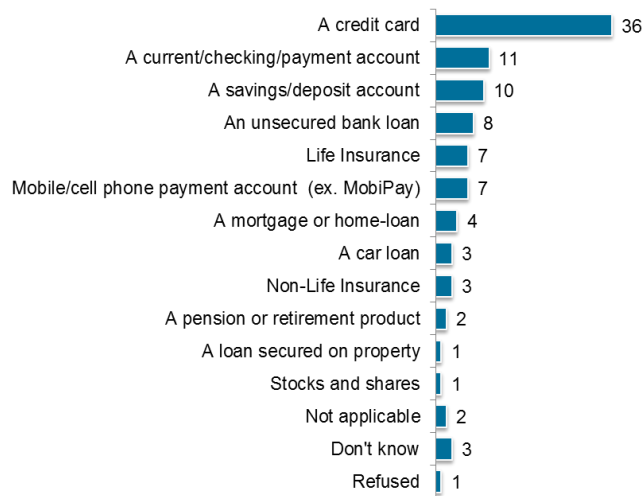 A credit card 36
A current/checking/payment account 11
A savings/deposit account 10
An unsecured bank loan 8
Life Insurance 7
Mobile/cell phone payment account (ex. MobiPay) 7
A mortgage or home-loan 4
A car loan 3
Non-Life Insurance 3
A pension or retirement product 2
A loan secured on property 1
Stocks and shares 1
Not applicable 2
Don't know 3
Refused 1